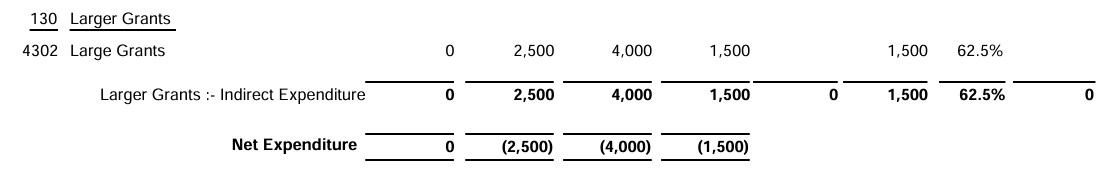 130 Larger Grants
4302 Large Grants 0 2,500 4,000 1,500 1,500 62.5%
Larger Grants :- Indirect Expenditure 0 2,500 4,000 1,500 0 1,500 62.5% 0
Net Expenditure 0 (2,500) (4,000) (1,500)